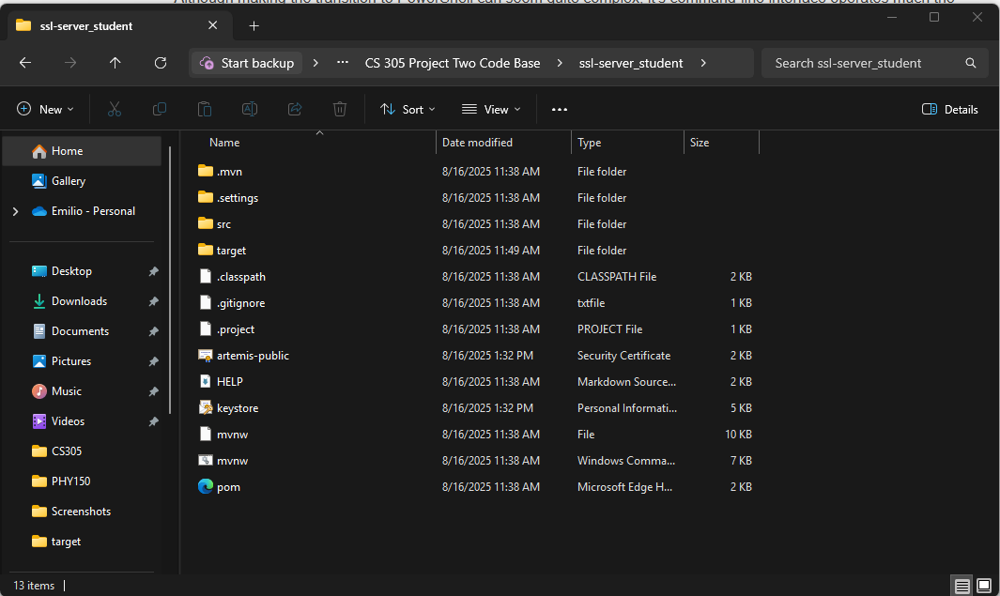 Although making the transition to PowerShell can seem quite complex, it's command-line interface operates much the
ssl-server_student
Start backup > ... CS 305 Project Two Code Base > ssl-server_student >
Search ssl-server_student
New
Sort
View
Details
Name Date modified Type Size
Home
Gallery
Emilio - Personal
Desktop
Downloads
Documents
Pictures
Music
Videos
CS305
PHY150
Screenshots
target
.mvn 8/16/2025 11:38 AM File folder
.settings 8/16/2025 11:38 AM File folder
src 8/16/2025 11:38 AM File folder
target 8/16/2025 11:49 AM File folder
.classpath 8/16/2025 11:38 AM CLASSPATH File 2 KB
.gitignore 8/16/2025 11:38 AM txtfile 1 KB
.project 8/16/2025 11:38 AM PROJECT File 1 KB
artemis-public 8/16/2025 1:32 PM Security Certificate 2 KB
HELP 8/16/2025 11:38 AM Markdown Source... 2 KB
keystore 8/16/2025 1:32 PM Personal Informati... 5 KB
mvnw 8/16/2025 11:38 AM File 10 KB
mvnw 8/16/2025 11:38 AM Windows Comma... 7 KB
pom 8/16/2025 11:38 AM Microsoft Edge H... 2 KB
13 items